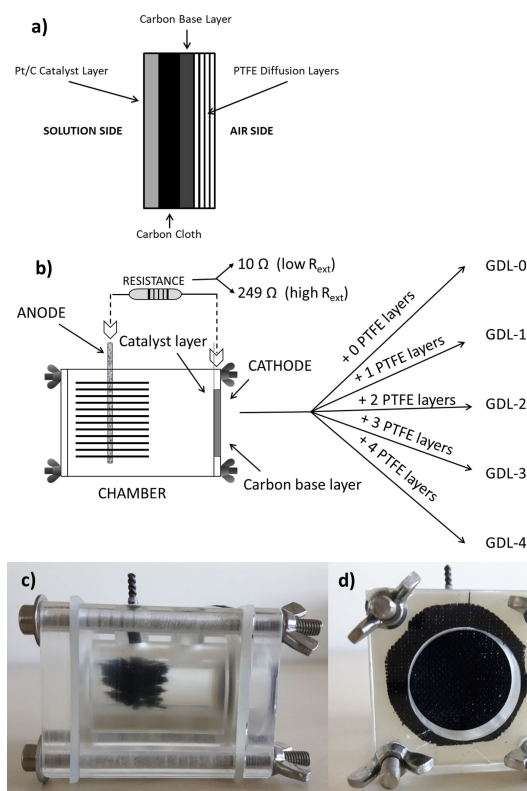 a)
Carbon Base Layer
Pt/C Catalyst Layer
PTFE Diffusion Layers
SOLUTION SIDE
AIR SIDE
Carbon Cloth
b)
RESISTANCE
10 Ω (low Rext)
249 Ω (high Rext)
ANODE
Catalyst layer
CATHODE
Carbon base layer
CHAMBER
+ 0 PTFE layers
+ 1 PTFE layers
+ 2 PTFE layers
+ 3 PTFE layers
+ 4 PTFE layers
GDL-0
GDL-1
GDL-2
GDL-3
GDL-4
c)
d)